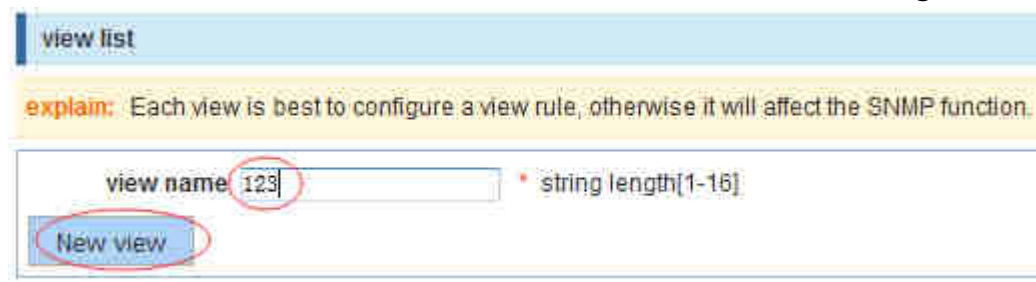 view list
explain: Each view is best to configure a view rule, otherwise it will affect the SNMP function.
view name 123 * string length[1-16]
New view